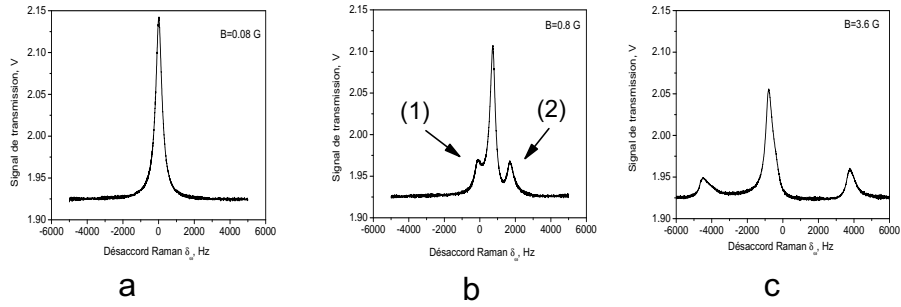 2.15
2.10
2.05
2.00
1.95
1.90
Signal de transmission, V
B=0.08 G
-6000 -4000 -2000 0 2000 4000 6000
Désaccord Raman δω, Hz
a
2.15
2.10
2.05
2.00
1.95
1.90
Signal de transmission, V
B=0.8 G
(1)
(2)
-6000 -4000 -2000 0 2000 4000 6000
Désaccord Raman δω, Hz
b
2.15
2.10
2.05
2.00
1.95
1.90
Signal de transmission, V
B=3.6 G
-6000 -4000 -2000 0 2000 4000 6000
Désaccord Raman δω, Hz
c